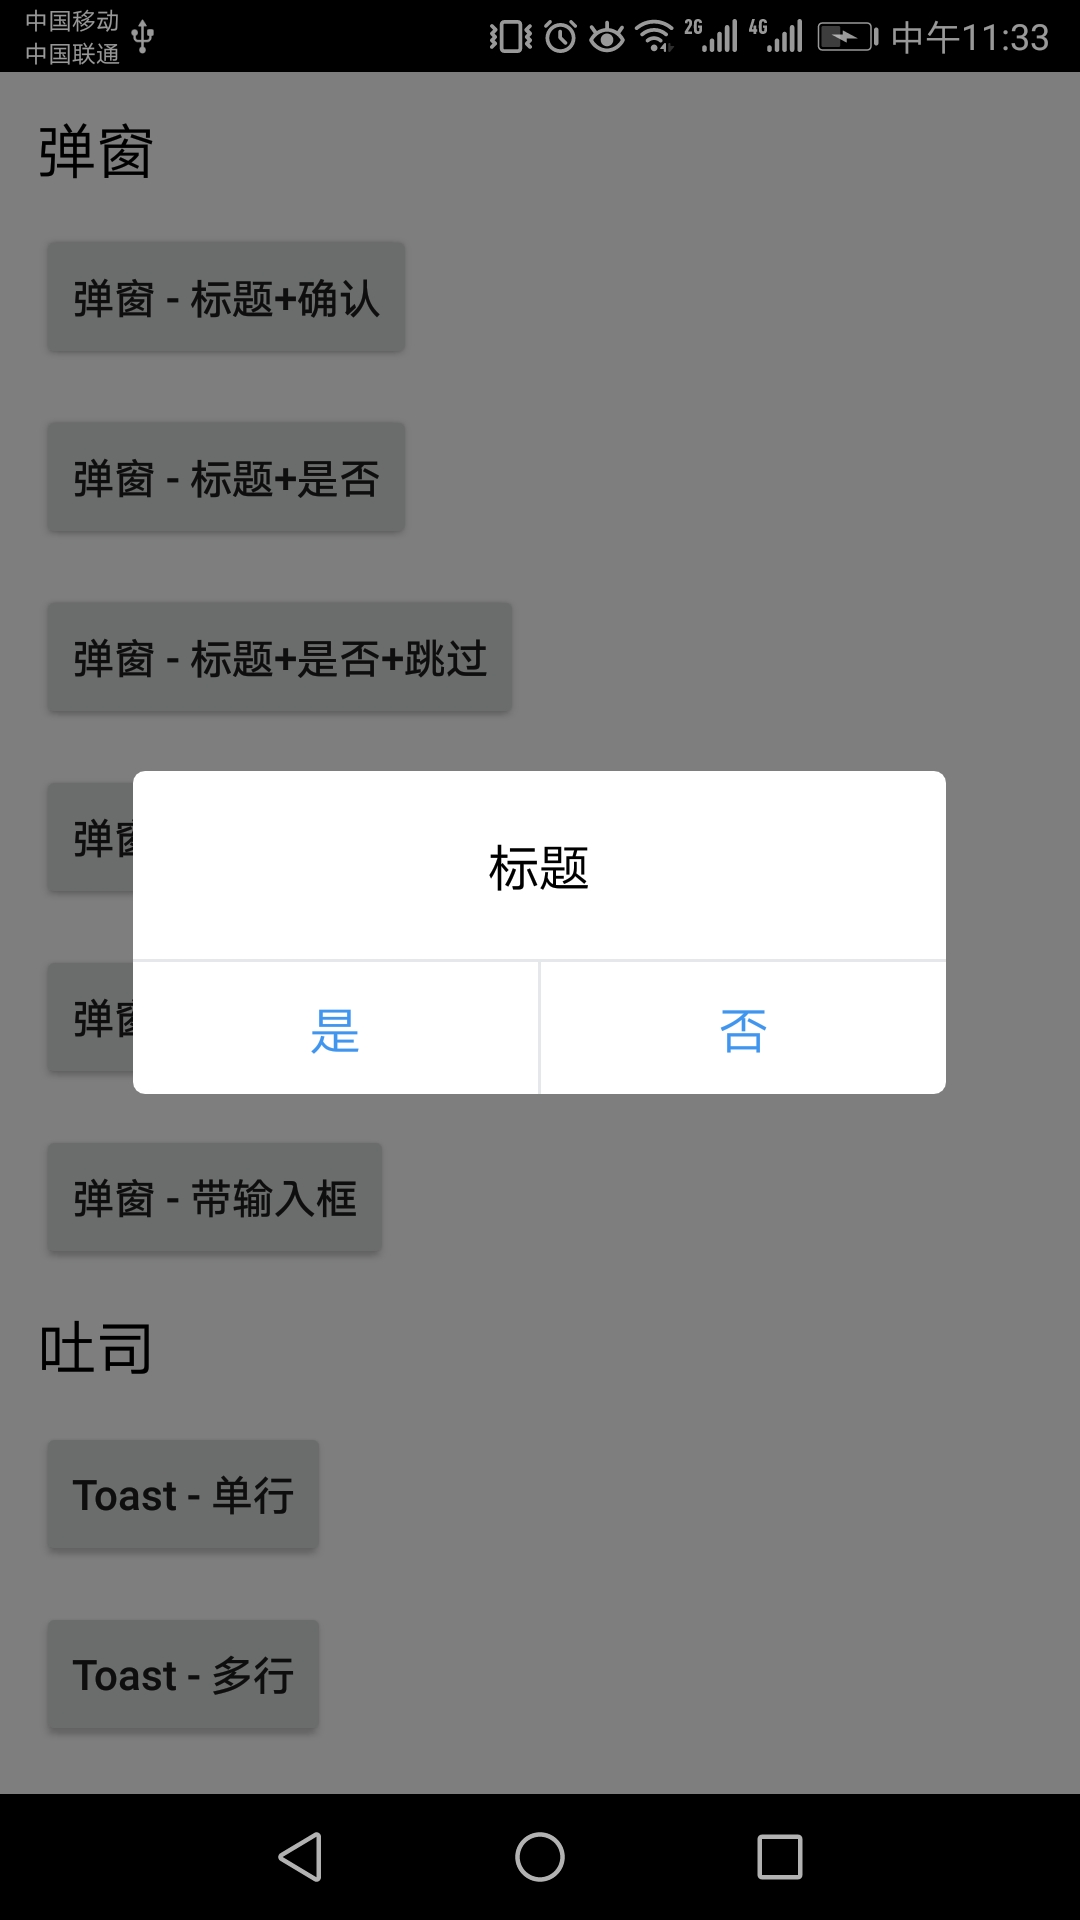 中国移动
中国联通
2G 4G 中午11:33
弹窗
弹窗 - 标题+确认
弹窗 - 标题+是否
弹窗 - 标题+是否+跳过
弹
标题
弹
是 否
弹窗 - 带输入框
吐司
Toast - 单行
Toast - 多行